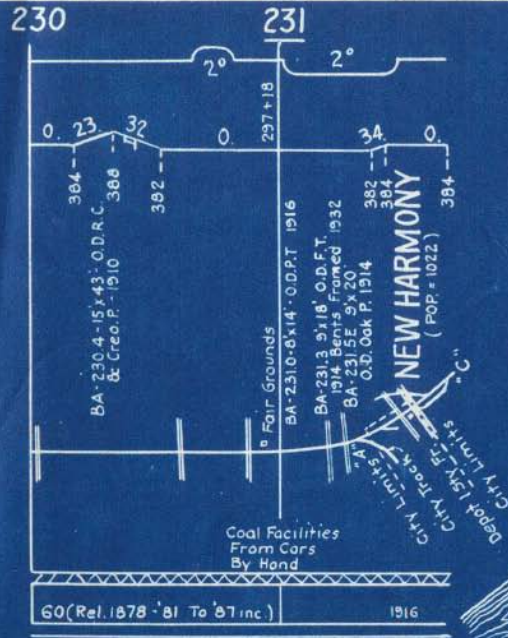 230
231
2°
2°
0. 23. 32 0. 34. 0.
297+18
384
388
382
382
384
384
BA-230.4-15'x43' O.D.R.C.
& Creo. P. -1910
BA-231.0-8'x14' O.D.P.T 1916
BA-231.3 9'x18' O.D.F.T.
1914 Bents Framed 1932
BA-231.5E 9'x20'
O.D. Oak P. 1914
NEW HARMONY
(POP. = 1022)
Fair Grounds
"A"
"C"
City Limits
City Track
Depot 1 Sty Fr.
City Limits
Coal Facilities
From Cars
By Hand
60 (Rel. 1878-'81 To '87 inc.)
1916